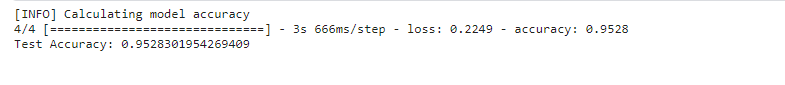 [INFO] Calculating model accuracy
4/4 [==============================] - 3s 666ms/step - loss: 0.2249 - accuracy: 0.9528
Test Accuracy: 0.9528301954269409